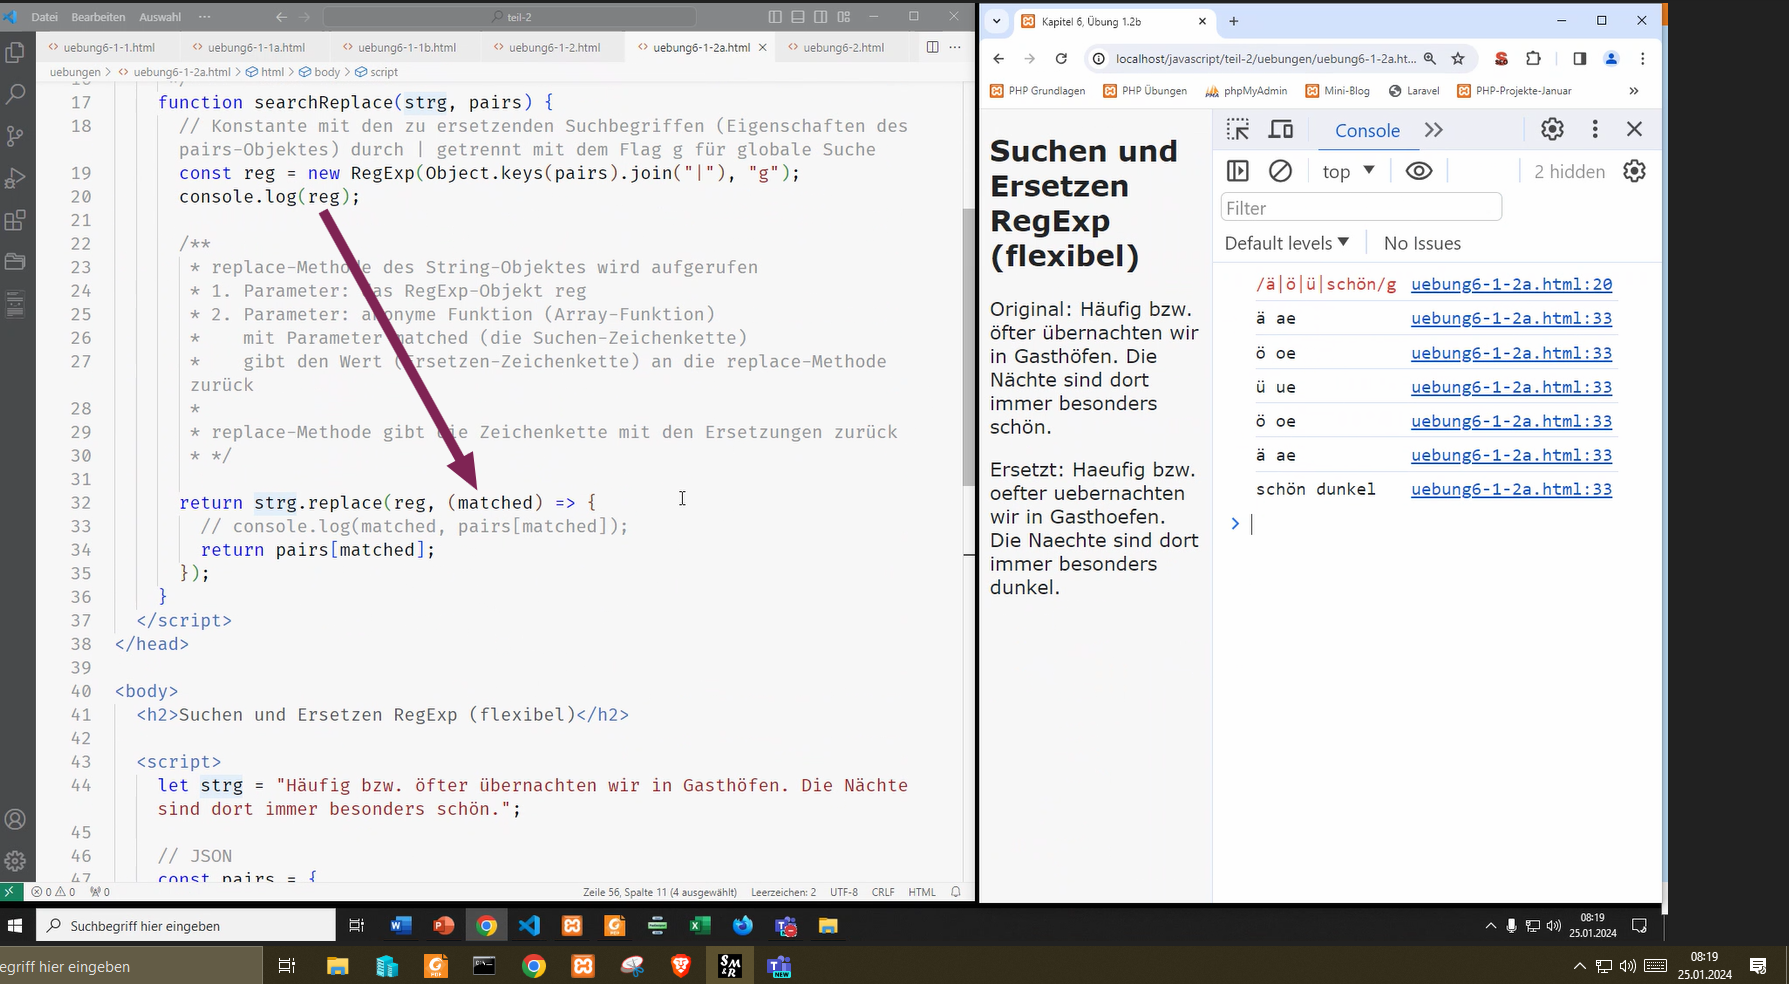 Datei Bearbeiten Auswahl ··· teil-2
uebung6-1-1.html uebung6-1-1a.html uebung6-1-1b.html uebung6-1-2.html uebung6-1-2a.html uebung6-2.html
uebungen > uebung6-1-2a.html > html > body > script
17 function searchReplace(strg, pairs) {
18 // Konstante mit den zu ersetzenden Suchbegriffen (Eigenschaften des
pairs-Objektes) durch | getrennt mit dem Flag g für globale Suche
19 const reg = new RegExp(Object.keys(pairs).join("|"), "g");
20 console.log(reg);
21
22 /**
23 * replace-Methode des String-Objektes wird aufgerufen
24 * 1. Parameter: das RegExp-Objekt reg
25 * 2. Parameter: anonyme Funktion (Array-Funktion)
26 * mit Parameter matched (die Suchen-Zeichenkette)
27 * gibt den Wert (Ersetzen-Zeichenkette) an die replace-Methode
zurück
28 *
29 * replace-Methode gibt die Zeichenkette mit den Ersetzungen zurück
30 * */
31
32 return strg.replace(reg, (matched) => {
33 // console.log(matched, pairs[matched]);
34 return pairs[matched];
35 });
36 }
37 </script>
38 </head>
39
40 <body>
41 <h2>Suchen und Ersetzen RegExp (flexibel)</h2>
42
43 <script>
44 let strg = "Häufig bzw. öfter übernachten wir in Gasthöfen. Die Nächte
sind dort immer besonders schön.";
45
46 // JSON
47 const pairs = {
0 0 0 Zeile 56, Spalte 11 (4 ausgewählt) Leerzeichen: 2 UTF-8 CRLF HTML
Kapitel 6, Übung 1.2b
localhost/javascript/teil-2/uebungen/uebung6-1-2a.ht...
PHP Grundlagen PHP Übungen phpMyAdmin Mini-Blog Laravel PHP-Projekte-Januar »
Suchen und
Ersetzen
RegExp
(flexibel)
Original: Häufig bzw.
öfter übernachten wir
in Gasthöfen. Die
Nächte sind dort
immer besonders
schön.
Ersetzt: Haeufig bzw.
oefter uebernachten
wir in Gasthoefen.
Die Naechte sind dort
immer besonders
dunkel.
Console
top 2 hidden
Filter
Default levels No Issues
/ä|ö|ü|schön/g uebung6-1-2a.html:20
ä ae uebung6-1-2a.html:33
ö oe uebung6-1-2a.html:33
ü ue uebung6-1-2a.html:33
ö oe uebung6-1-2a.html:33
ä ae uebung6-1-2a.html:33
schön dunkel uebung6-1-2a.html:33
>
Suchbegriff hier eingeben
08:19
25.01.2024
egriff hier eingeben
SM
&R
NEW
08:19
25.01.2024